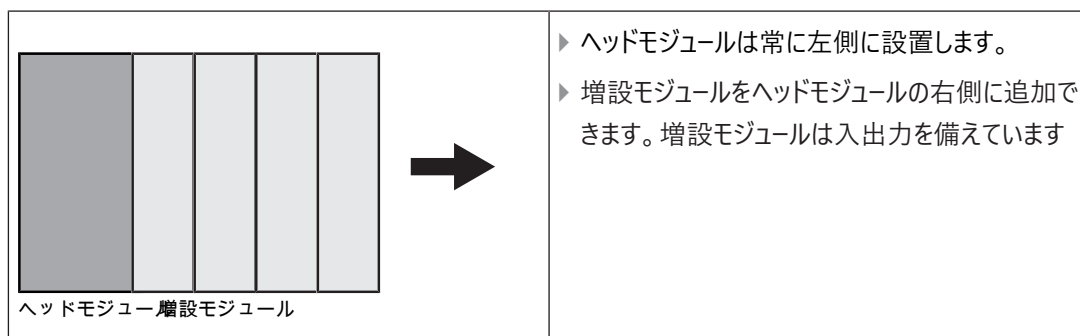 ヘッドモジュール増設モジュール
▶ ヘッドモジュールは常に左側に設置します。
▶ 増設モジュールをヘッドモジュールの右側に追加で
きます。増設モジュールは入出力を備えています